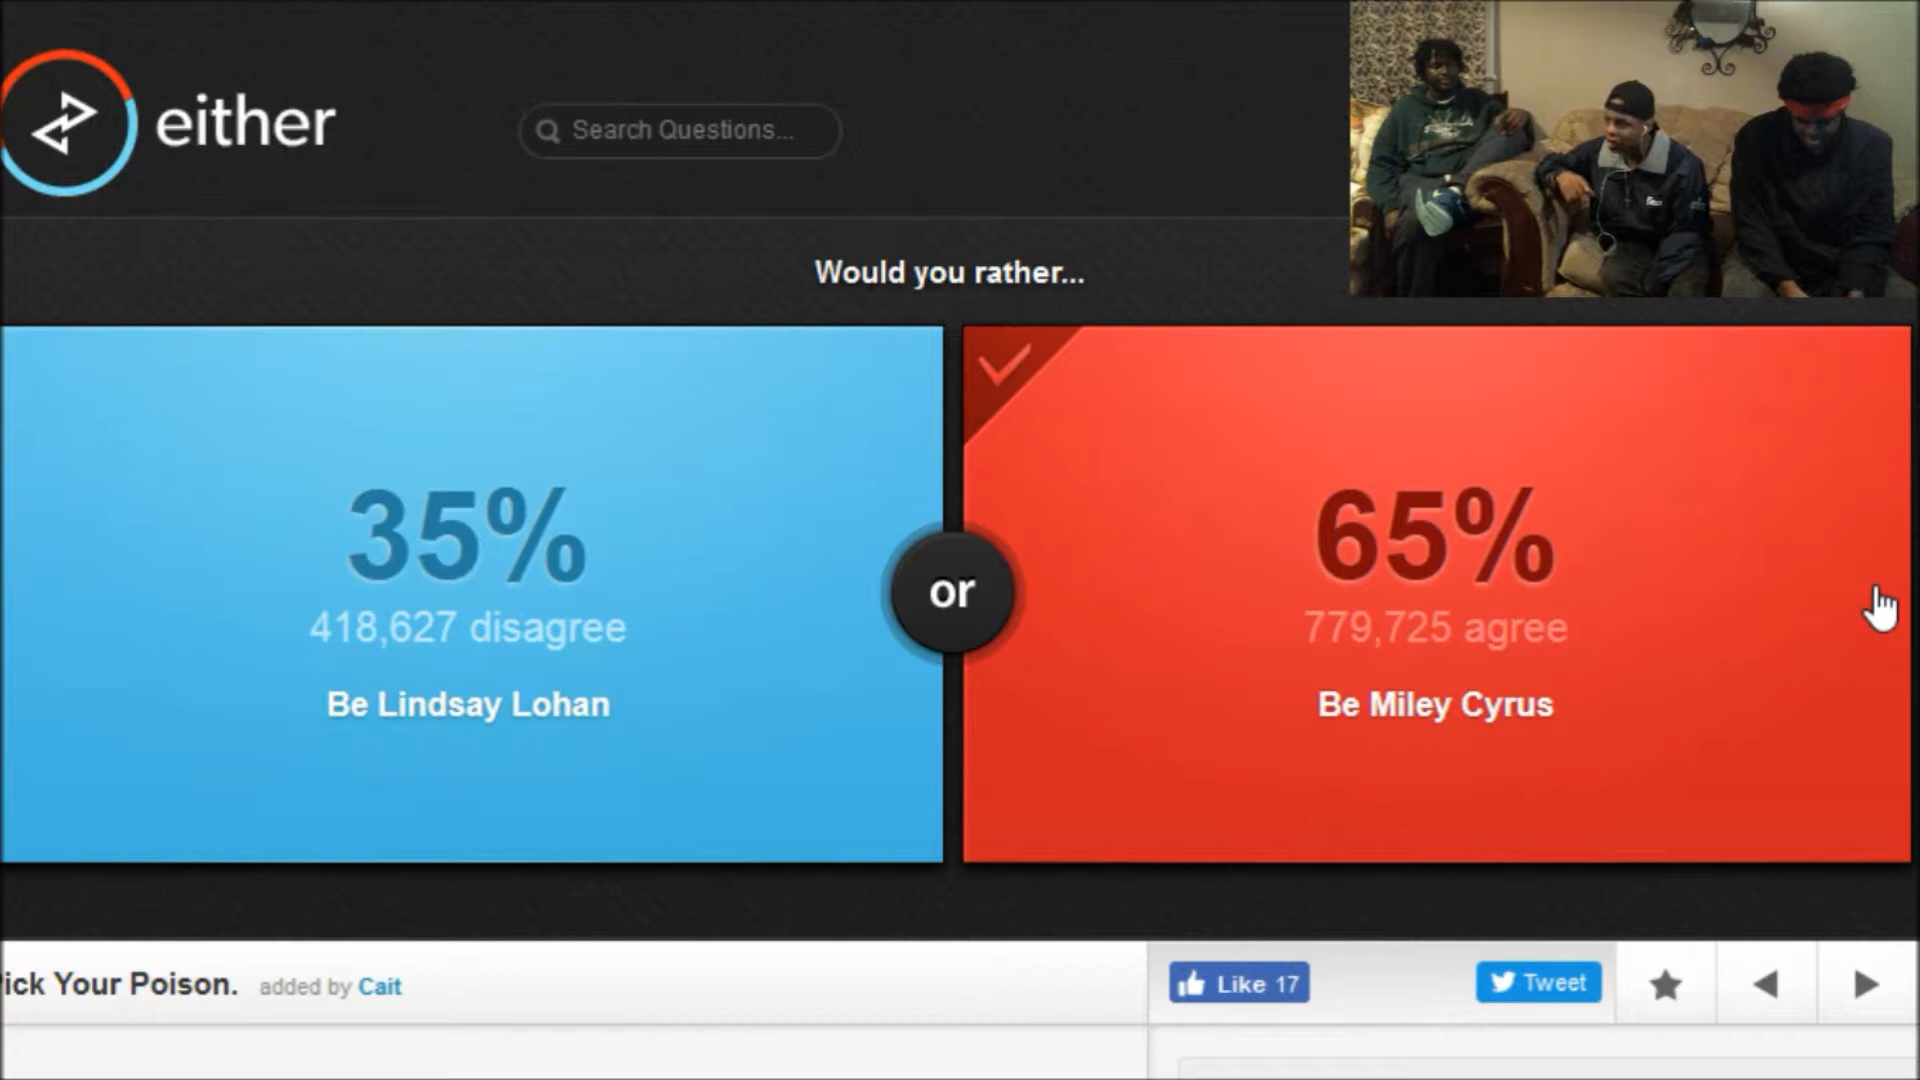 either
Search Questions...
Would you rather...
35%
418,627 disagree
Be Lindsay Lohan
or
65%
779,725 agree
Be Miley Cyrus
ick Your Poison. added by Cait
Like 17
Tweet